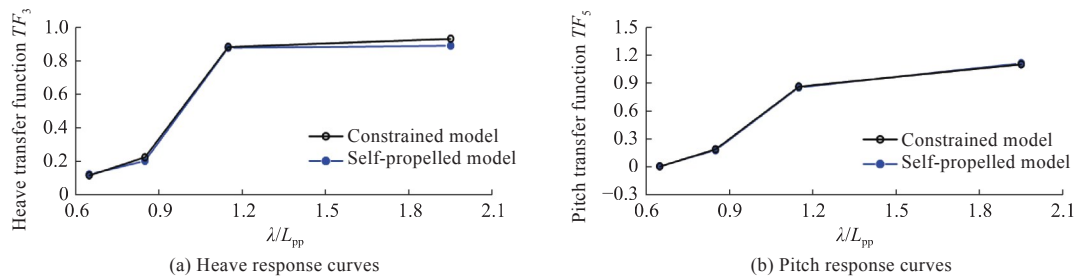 Heave transfer function TF3
1.0
0.8
0.6
0.4
0.2
0
0.6
0.9
1.2
1.5
1.8
2.1
λ/Lpp
Constrained model
Self-propelled model
(a) Heave response curves
Pitch transfer function TF5
1.5
1.2
0.9
0.6
0.3
0
−0.3
0.6
0.9
1.2
1.5
1.8
2.1
λ/Lpp
Constrained model
Self-propelled model
(b) Pitch response curves